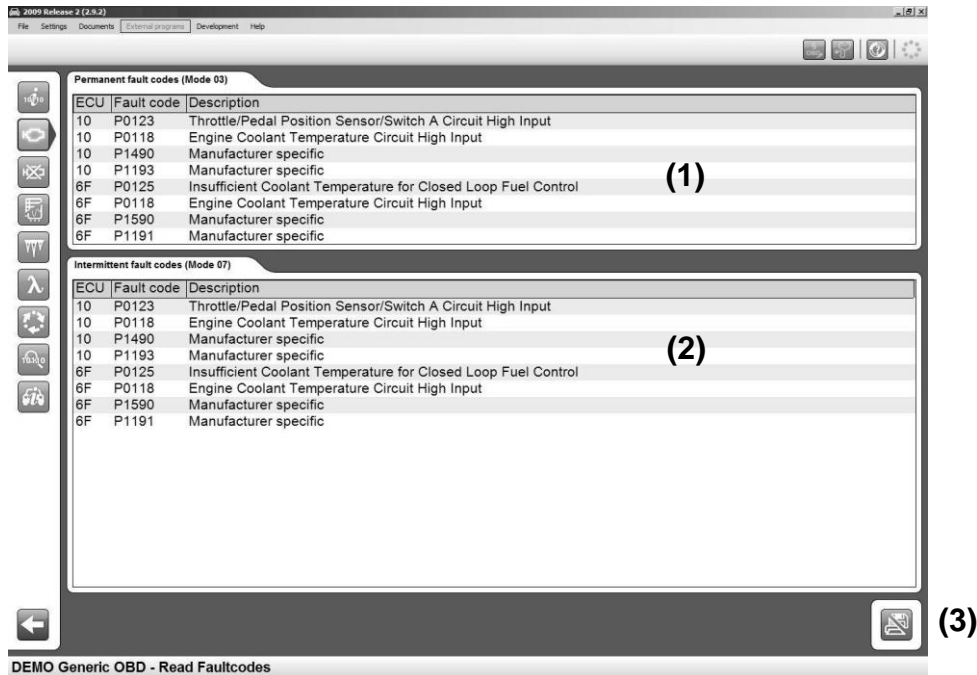 2009 Release 2 (2.9.2)
File Settings Documents External programs Development Help
Permanent fault codes (Mode 03)
ECU Fault code Description
10 P0123 Throttle/Pedal Position Sensor/Switch A Circuit High Input
10 P0118 Engine Coolant Temperature Circuit High Input
10 P1490 Manufacturer specific
10 P1193 Manufacturer specific
6F P0125 Insufficient Coolant Temperature for Closed Loop Fuel Control
6F P0118 Engine Coolant Temperature Circuit High Input
6F P1590 Manufacturer specific
6F P1191 Manufacturer specific
(1)
Intermittent fault codes (Mode 07)
ECU Fault code Description
10 P0123 Throttle/Pedal Position Sensor/Switch A Circuit High Input
10 P0118 Engine Coolant Temperature Circuit High Input
10 P1490 Manufacturer specific
10 P1193 Manufacturer specific
6F P0125 Insufficient Coolant Temperature for Closed Loop Fuel Control
6F P0118 Engine Coolant Temperature Circuit High Input
6F P1590 Manufacturer specific
6F P1191 Manufacturer specific
(2)
(3)
DEMO Generic OBD - Read Faultcodes